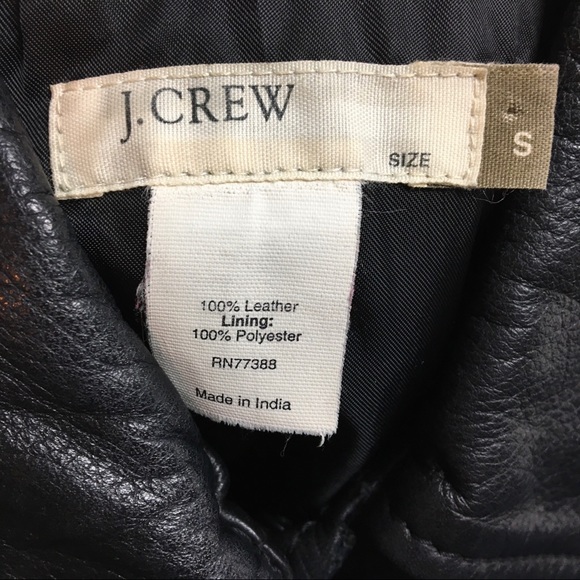 J.CREW
SIZE
S
100% Leather
Lining:
100% Polyester
RN77388
Made in India